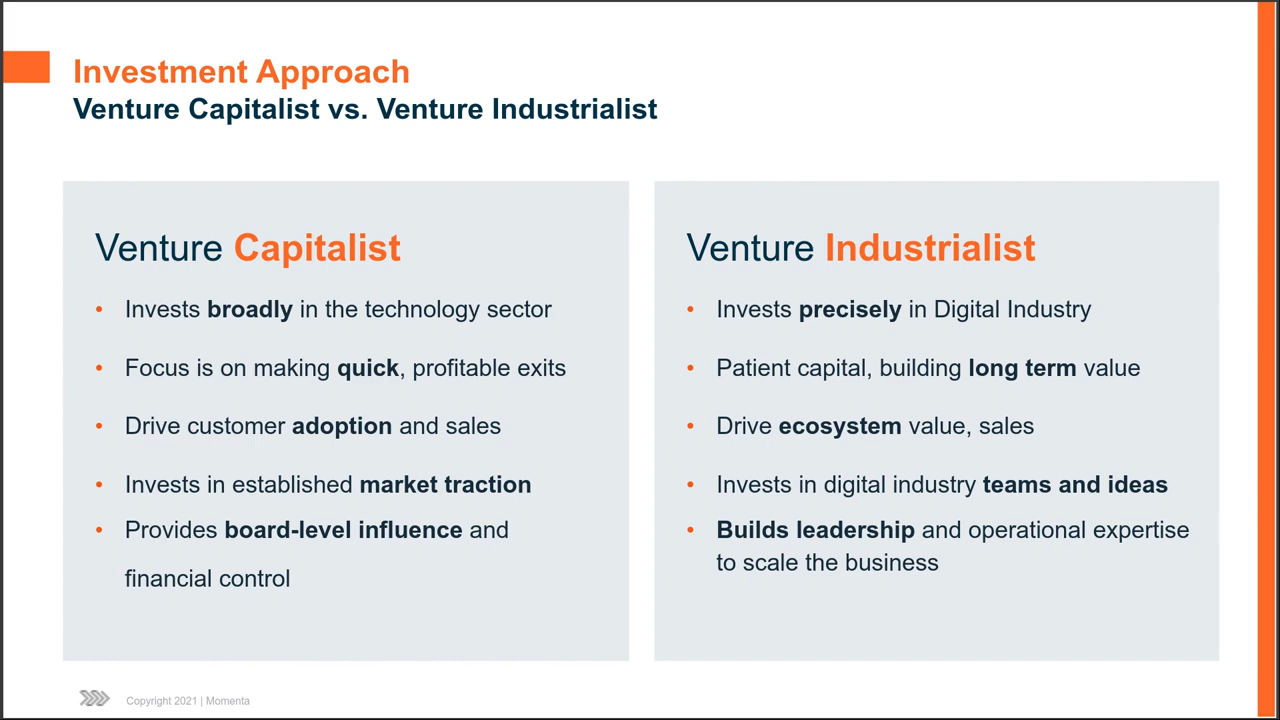 Investment Approach
Venture Capitalist vs. Venture Industrialist
Venture Capitalist
• Invests broadly in the technology sector
• Focus is on making quick, profitable exits
• Drive customer adoption and sales
• Invests in established market traction
• Provides board-level influence and
financial control
Venture Industrialist
• Invests precisely in Digital Industry
• Patient capital, building long term value
• Drive ecosystem value, sales
• Invests in digital industry teams and ideas
• Builds leadership and operational expertise
to scale the business
Copyright 2021 | Momenta